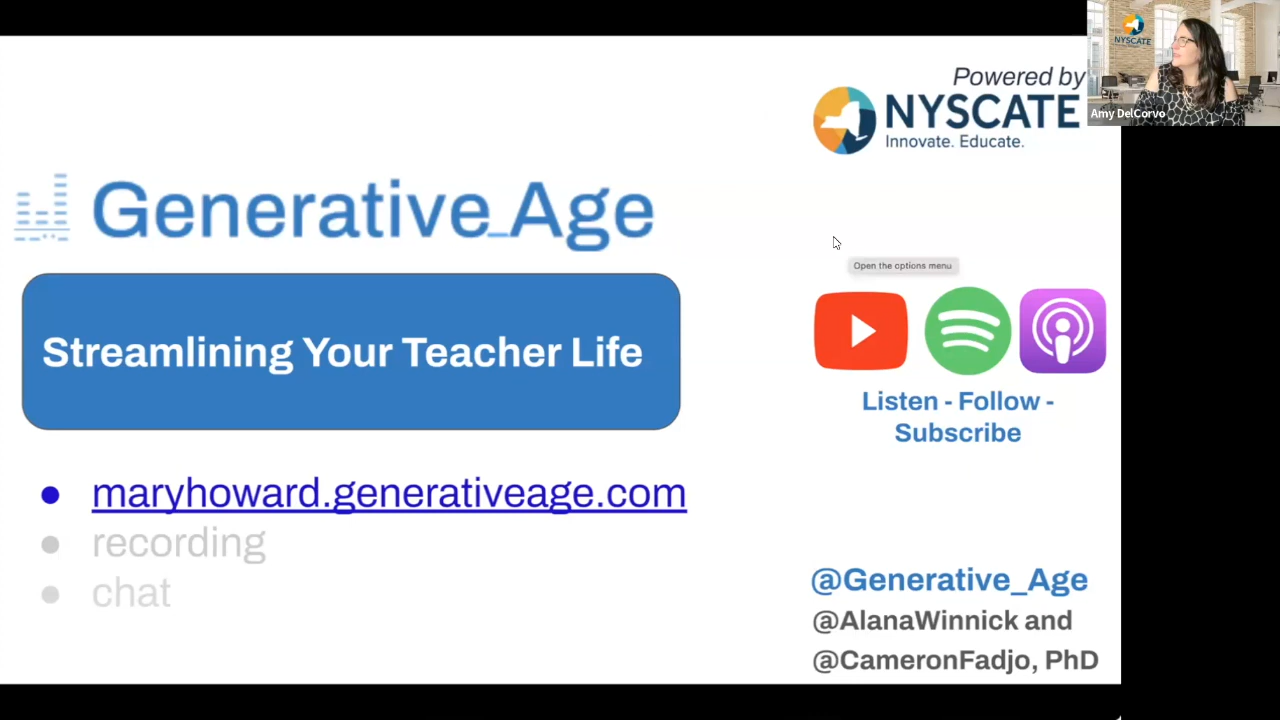 Powered by
NYSCATE
Innovate. Educate.
NYSCATE
Amy DelCorvo
Generative_Age
Open the options menu
Streamlining Your Teacher Life
Listen - Follow -
Subscribe
● maryhoward.generativeage.com
● recording
● chat
@Generative_Age
@AlanaWinnick and
@CameronFadjo, PhD